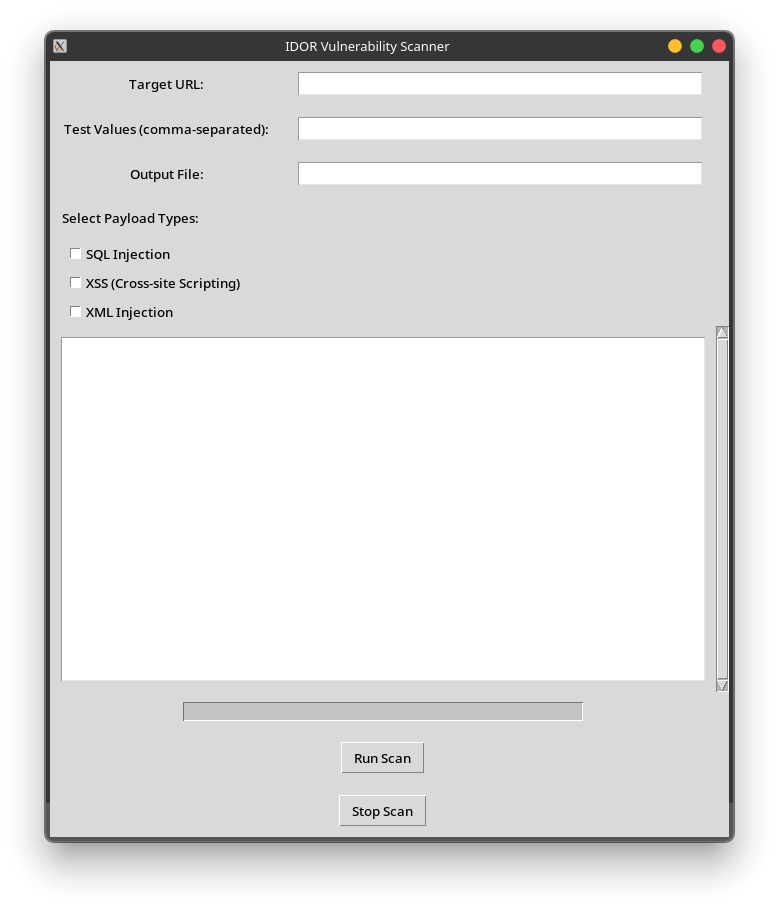 IDOR Vulnerability Scanner
Target URL:
Test Values (comma-separated):
Output File:
Select Payload Types:
SQL Injection
XSS (Cross-site Scripting)
XML Injection
Run Scan
Stop Scan